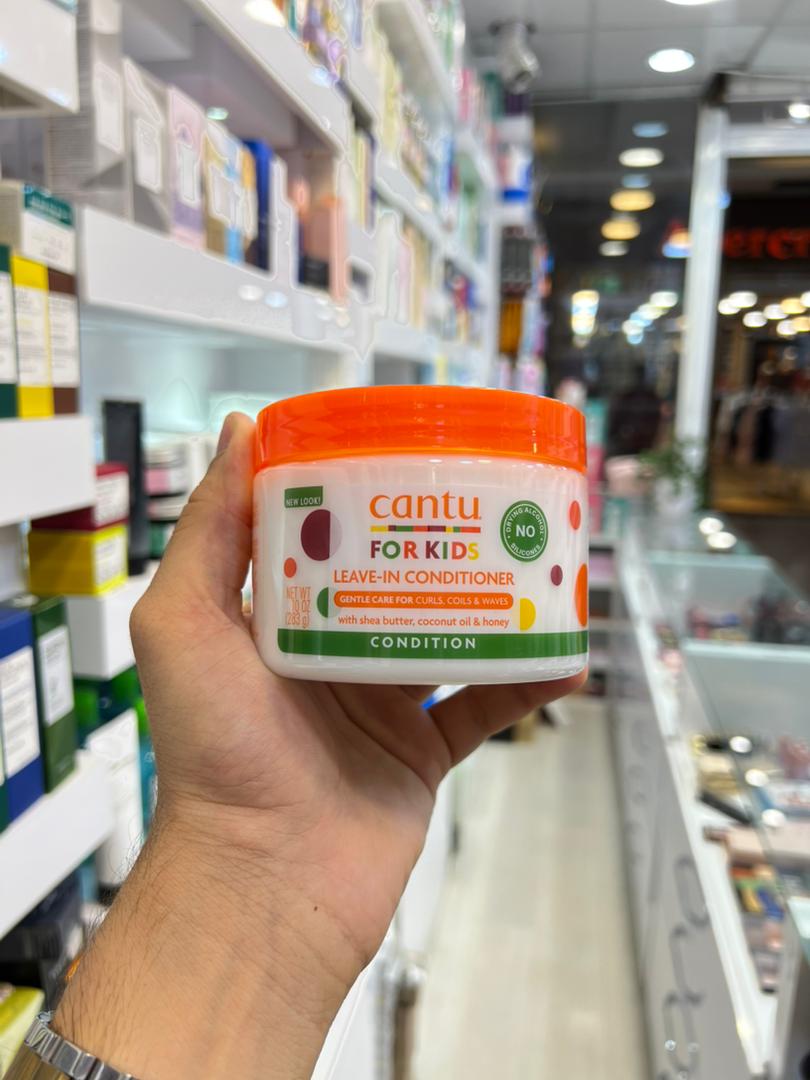 NEW LOOK!
cantu
FOR KIDS
DRYING ALCOHOL
NO
SILICONES
LEAVE-IN CONDITIONER
GENTLE CARE FOR CURLS, COILS & WAVES
with shea butter, coconut oil & honey
NET WT
10 OZ
(283 g)
CONDITION